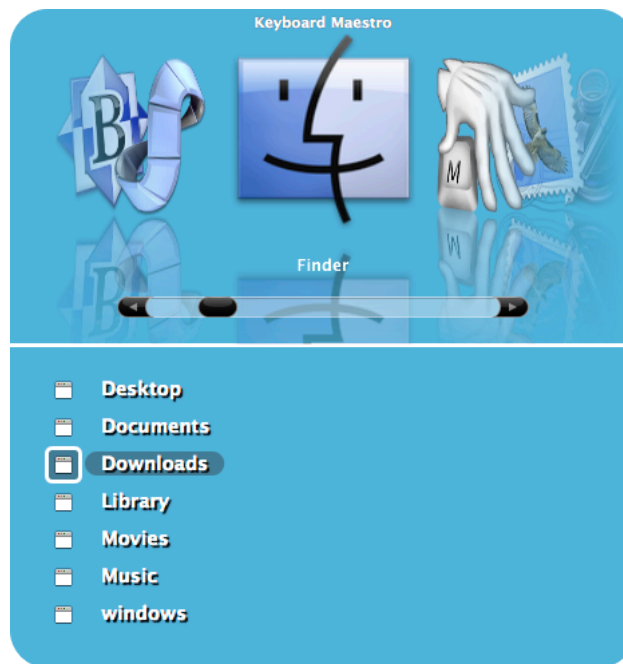 Keyboard Maestro
B
M
Finder
Desktop
Documents
Downloads
Library
Movies
Music
windows